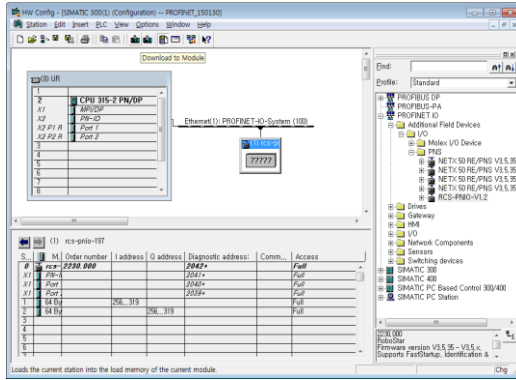 HW Config - [SIMATIC 300(1) (Configuration) -- PROFINET_150130]
Station Edit Insert PLC View Options Window Help
Download to Module
(0) UR
1
2 CPU 315-2 PN/DP
X1 MPI/DP
X2 PN-IO
X2 P1 R Port 1
X2 P2 R Port 2
3
4
5
6
7
8
Ethernet(1): PROFINET-IO-System (100)
(1) rcs-pn
?????
Find:
Profile: Standard
PROFIBUS DP
PROFIBUS-PA
PROFINET IO
Additional Field Devices
I/O
Molex I/O Device
PNS
NETX 50 RE/PNS V3.5.35
NETX 50 RE/PNS V3.5.35
NETX 50 RE/PNS V3.5.35
RCS-PNIO-V1.2
Drives
Gateway
HMI
I/O
Network Components
Sensors
Switching devices
SIMATIC 300
SIMATIC 400
SIMATIC PC Based Control 300/400
SIMATIC PC Station
(1) rcs-pnio-197
S... M. Order number I address Q address Diagnostic address: Comm... Access
0 rcs- 2230.000 2042* Full
X1 PN-I 2041* Full
X1 Port 2040* Full
X1 Port 2039* Full
1 64 By 256...319 Full
2 64 By 256...319 Full
3
4
5
6
7
2230.000
RoboStar
Firmware version V3.5.35 - V3.5.x,
Supports FastStartup, Identification &
Loads the current station into the load memory of the current module.
Chg